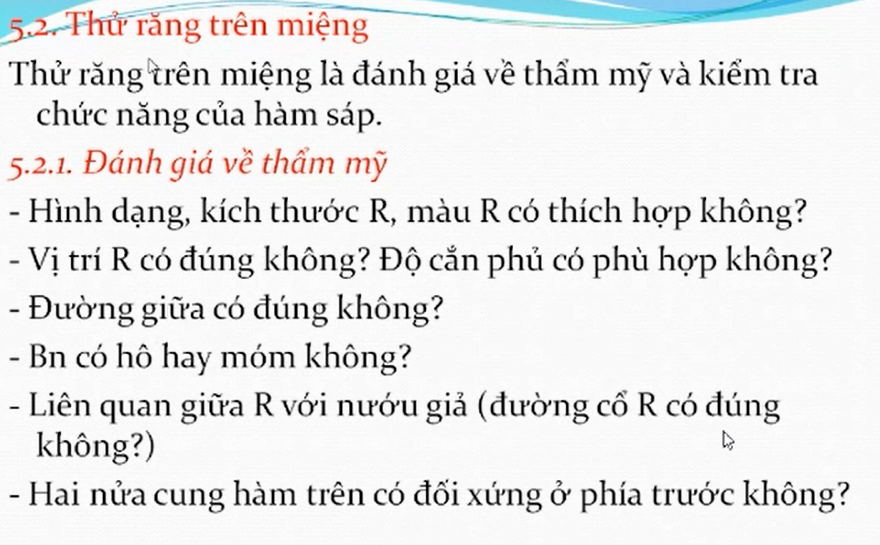 5.2. Thử răng trên miệng
Thử răng trên miệng là đánh giá về thẩm mỹ và kiểm tra
chức năng của hàm sáp.
5.2.1. Đánh giá về thẩm mỹ
- Hình dạng, kích thước R, màu R có thích hợp không?
- Vị trí R có đúng không? Độ cắn phủ có phù hợp không?
- Đường giữa có đúng không?
- Bn có hô hay móm không?
- Liên quan giữa R với nướu giả (đường cổ R có đúng
không?)
- Hai nửa cung hàm trên có đối xứng ở phía trước không?